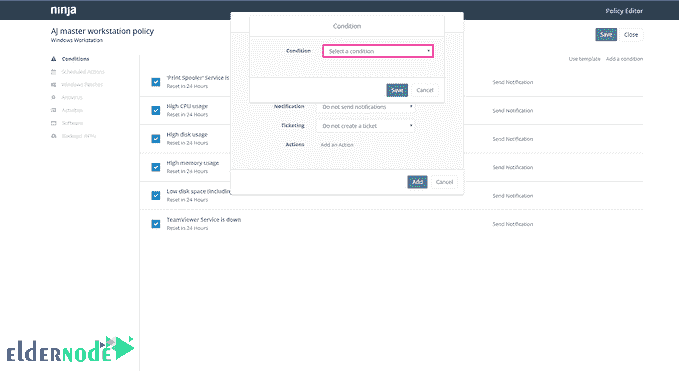 ninja
Policy Editor
AJ master workstation policy
Windows Workstation
Save
Close
Conditions
Scheduled Actions
Windows Patches
Antivirus
Activities
Software
Use template
Add a condition
'Print Spooler' Service is
Reset in 24 Hours
Send Notification
High CPU usage
Reset in 24 Hours
Send Notification
High disk usage
Reset in 24 Hours
Send Notification
High memory usage
Reset in 24 Hours
Send Notification
Low disk space (includin
Reset in 24 Hours
Send Notification
TeamViewer Service is down
Reset in 24 Hours
Send Notification
Condition
Condition
Select a condition
Save
Cancel
Notification
Do not send notifications
Ticketing
Do not create a ticket
Actions
Add an Action
Add
Cancel
ELDERNODE